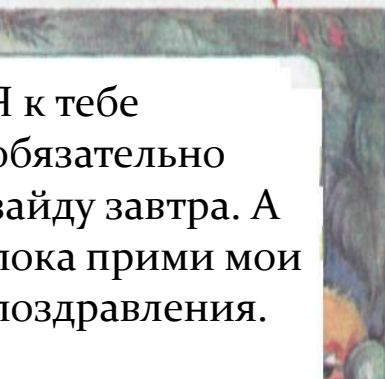 Я к тебе
обязательно
зайду завтра. А
пока прими мои
поздравления.